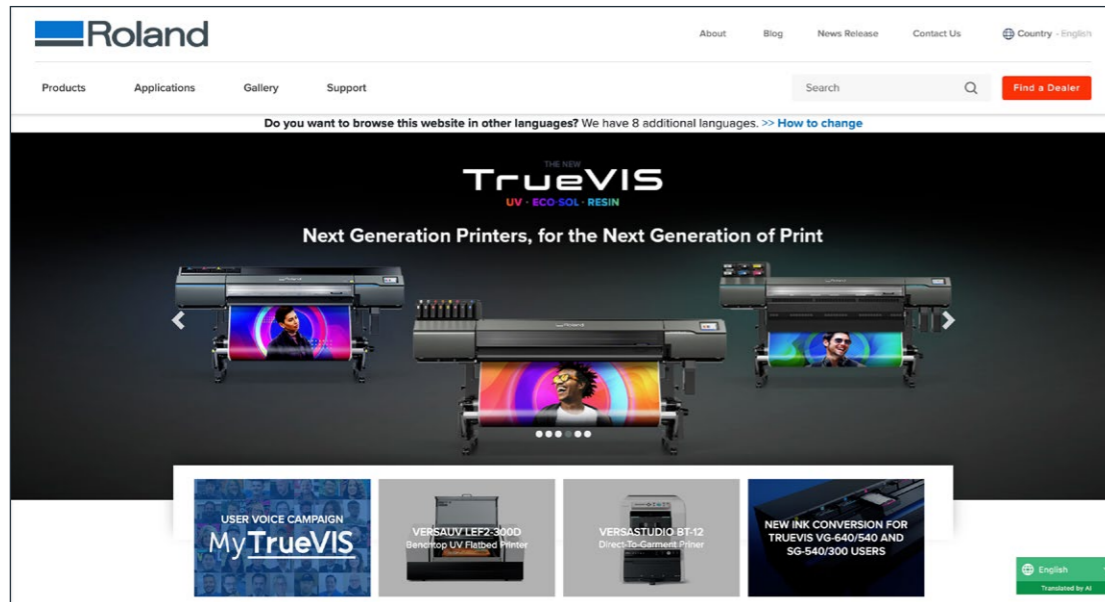 Roland
About Blog News Release Contact Us Country - English
Products Applications Gallery Support Search Find a Dealer
Do you want to browse this website in other languages? We have 8 additional languages. >> How to change
THE NEW
TrueVIS
UV · ECO-SOL · RESIN
Next Generation Printers, for the Next Generation of Print
USER VOICE CAMPAIGN
MyTrueVIS
VERSAUV LEF2-300D
Benchtop UV Flatbed Printer
VERSASTUDIO BT-12
Direct-To-Garment Priner
NEW INK CONVERSION FOR
TRUEVIS VG-640/540 AND
SG-540/300 USERS
English
Translated by AI